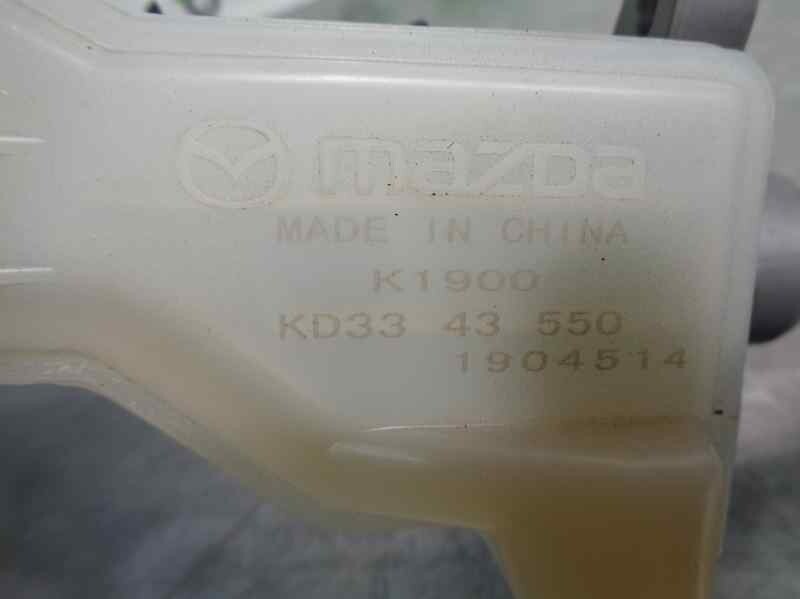 mazda
MADE IN CHINA
K1900
KD33 43 550
1904514